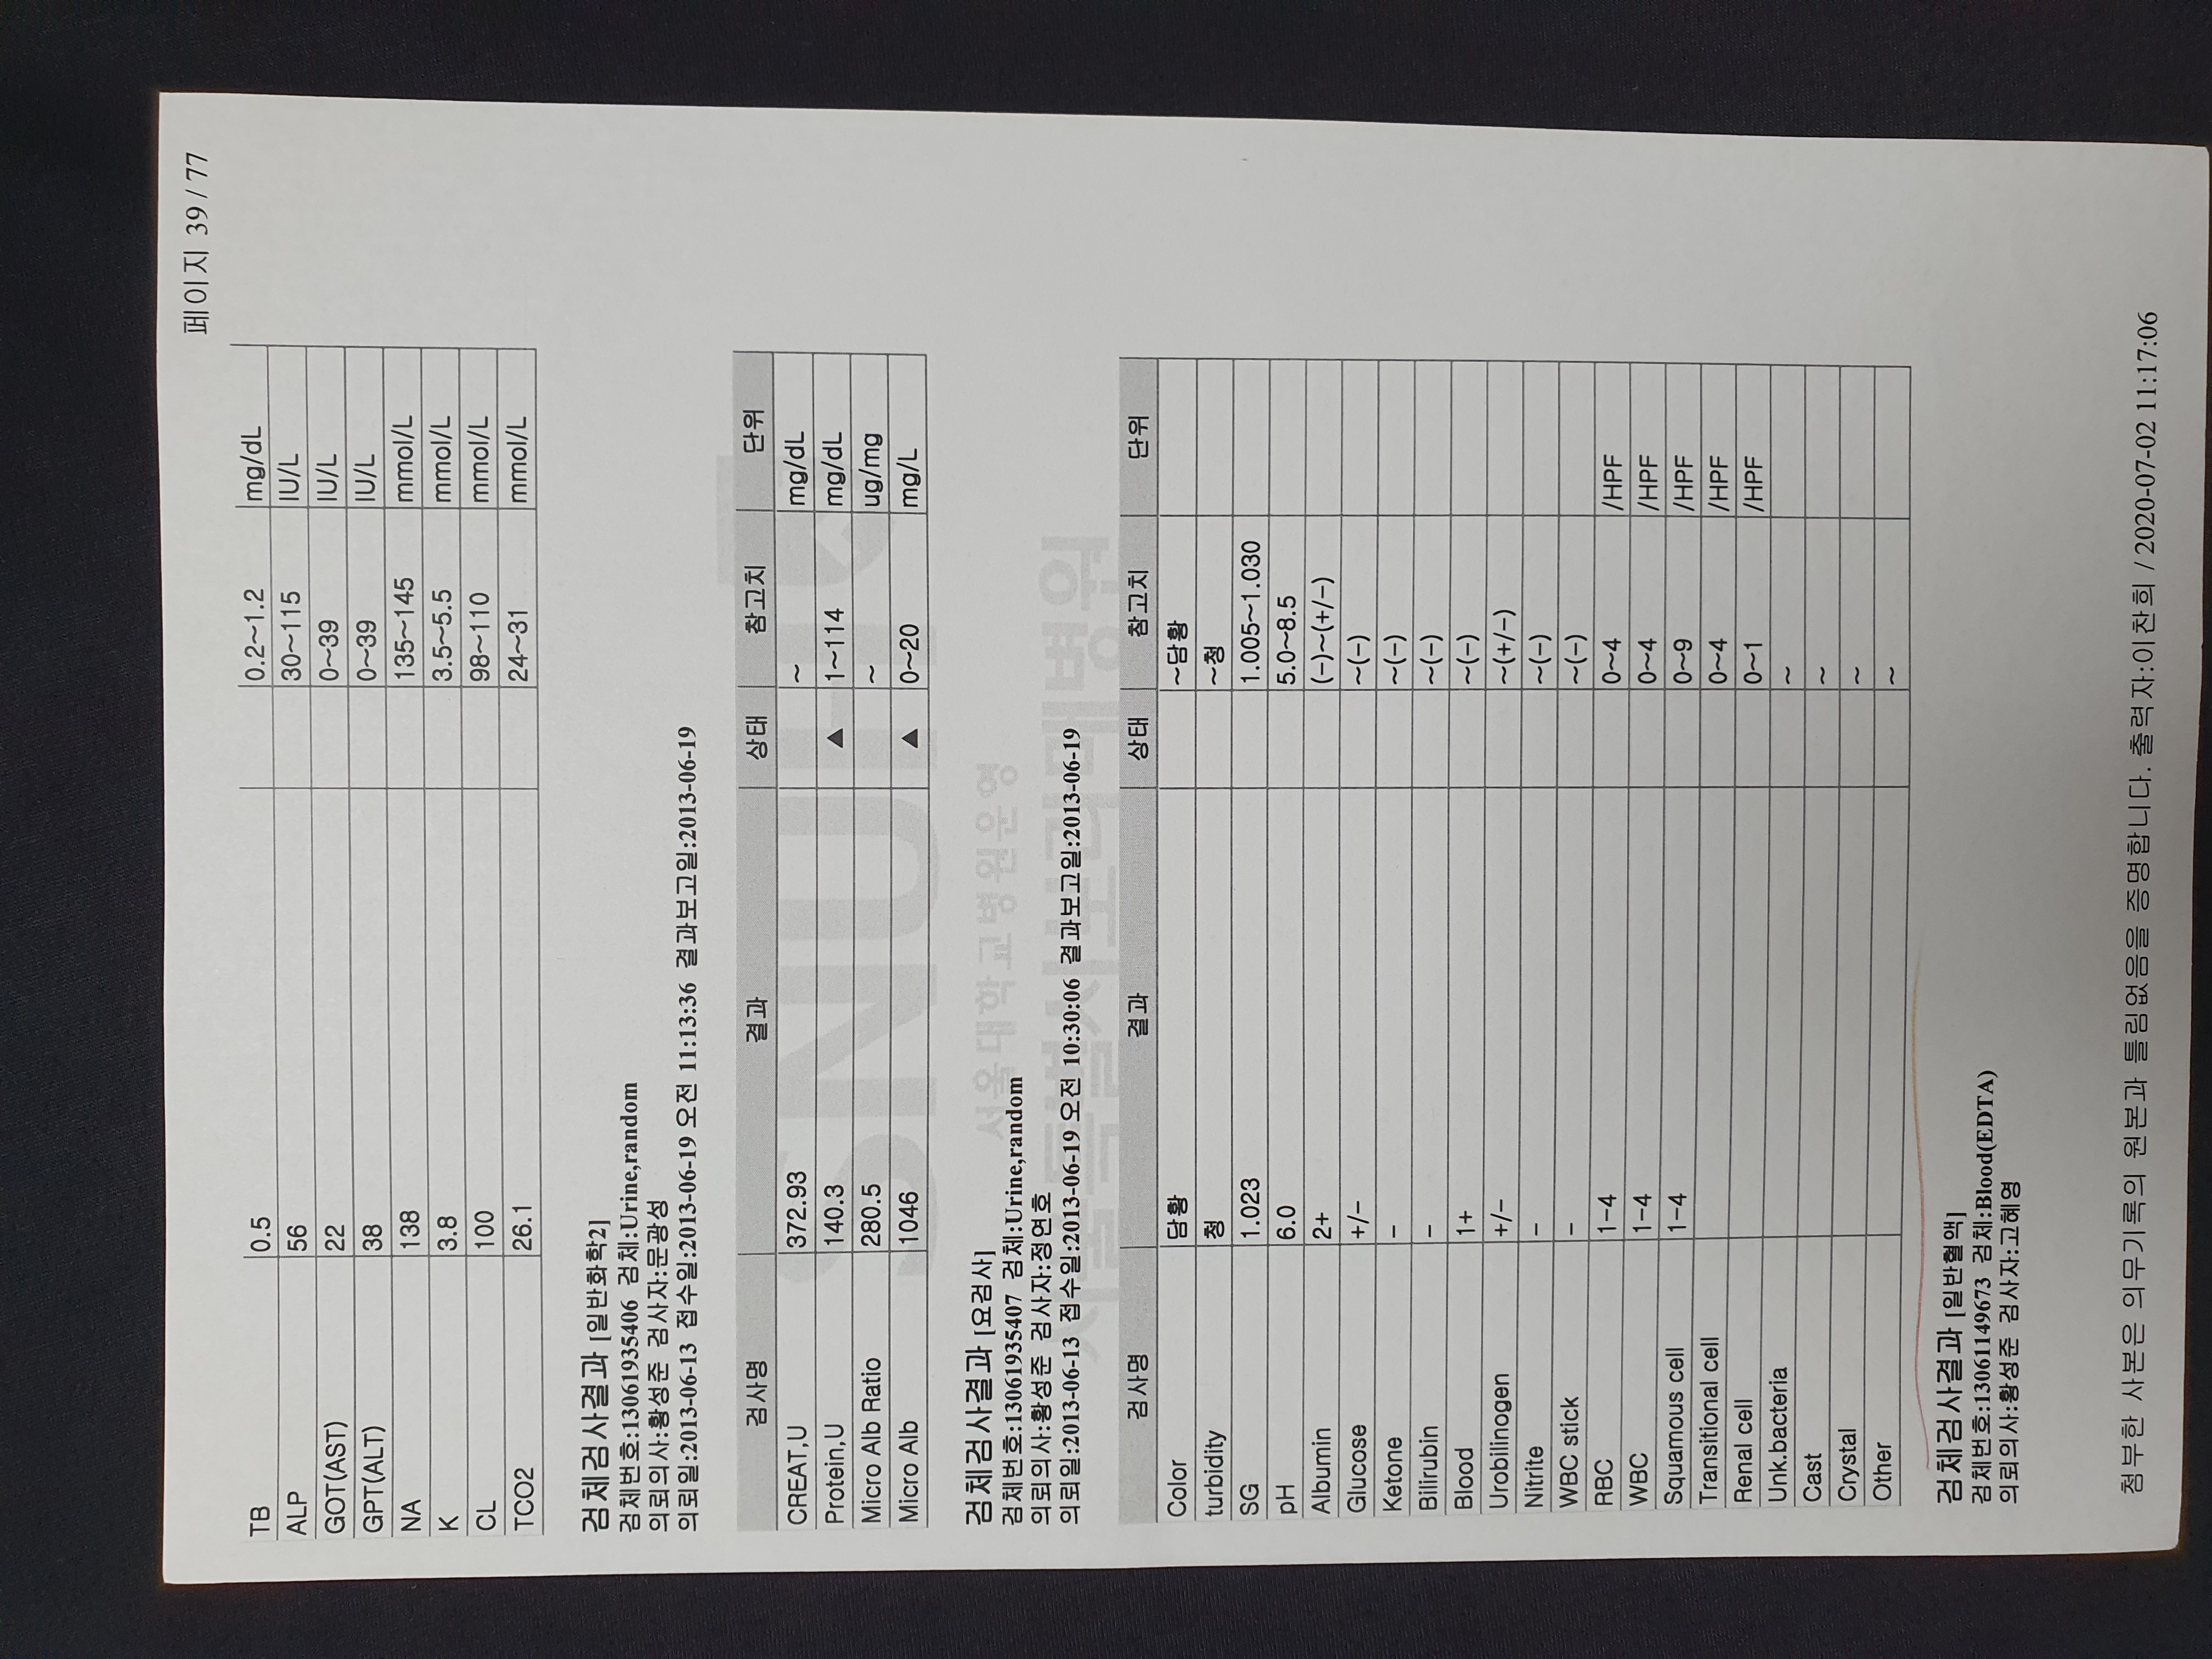 페이지 39 / 77
TB 0.5 0.2~1.2 mg/dL
ALP 56 30~115 IU/L
GOT(AST) 22 0~39 IU/L
GPT(ALT) 38 0~39 IU/L
NA 138 135~145 mmol/L
K 3.8 3.5~5.5 mmol/L
CL 100 98~110 mmol/L
TCO2 26.1 24~31 mmol/L
검체검사결과 [일반화학2]
검체번호:13061935406 검체:Urine,random
의뢰의사:황성준 검사자:문광성
의뢰일:2013-06-13 접수일:2013-06-19 오전 11:13:36 결과보고일:2013-06-19
검사명 결과 상태 참고치 단위
CREAT,U 372.93 ~ mg/dL
Protein,U 140.3 ▲ 1~114 mg/dL
Micro Alb Ratio 280.5 ~ ug/mg
Micro Alb 1046 ▲ 0~20 mg/L
SNUH
검체검사결과 [요검사]
서울대학교병원운영
검체번호:13061935407 검체:Urine,random
의뢰의사:황성준 검사자:정연호
서울특별시보라매병원
의뢰일:2013-06-13 접수일:2013-06-19 오전 10:30:06 결과보고일:2013-06-19
검사명 결과 상태 참고치 단위
Color 담황 ~담황
turbidity 청 ~청
SG 1.023 1.005~1.030
pH 6.0 5.0~8.5
Albumin 2+ (-)~(+/-)
Glucose +/- ~(-)
Ketone - ~(-)
Bilirubin - ~(-)
Blood 1+ ~(-)
Urobilinogen +/- ~(+/-)
Nitrite - ~(-)
WBC stick - ~(-)
RBC 1-4 0~4 /HPF
WBC 1-4 0~4 /HPF
Squamous cell 1-4 0~9 /HPF
Transitional cell 0~4 /HPF
Renal cell 0~1 /HPF
Unk.bacteria ~
Cast ~
Crystal ~
Other ~
검체검사결과 [일반혈액]
검체번호:13061149673 검체:Blood(EDTA)
의뢰의사:황성준 검사자:고혜영
첨부한 사본은 의무기록의 원본과 틀림없음을 증명합니다. 출력자:이찬희 / 2020-07-02 11:17:06